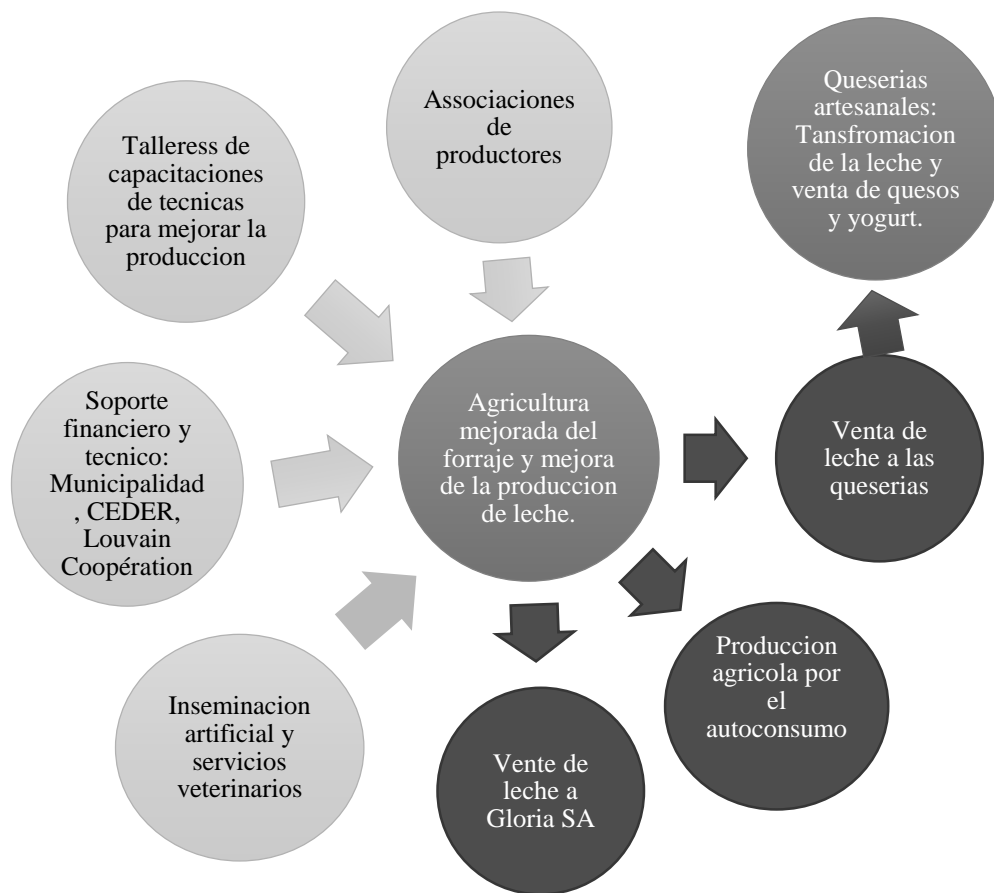 Associaciones
de
productores
Queserias
artesanales:
Tansfromacion
de la leche y
venta de quesos
y yogurt.
Talleress de
capacitaciones
de tecnicas
para mejorar la
produccion
Soporte
financiero y
tecnico:
Municipalidad
, CEDER,
Louvain
Coopération
Agricultura
mejorada del
forraje y mejora
de la produccion
de leche.
Venta de
leche a las
queserias
Inseminacion
artificial y
servicios
veterinarios
Vente de
leche a
Gloria SA
Produccion
agricola por
el
autoconsumo